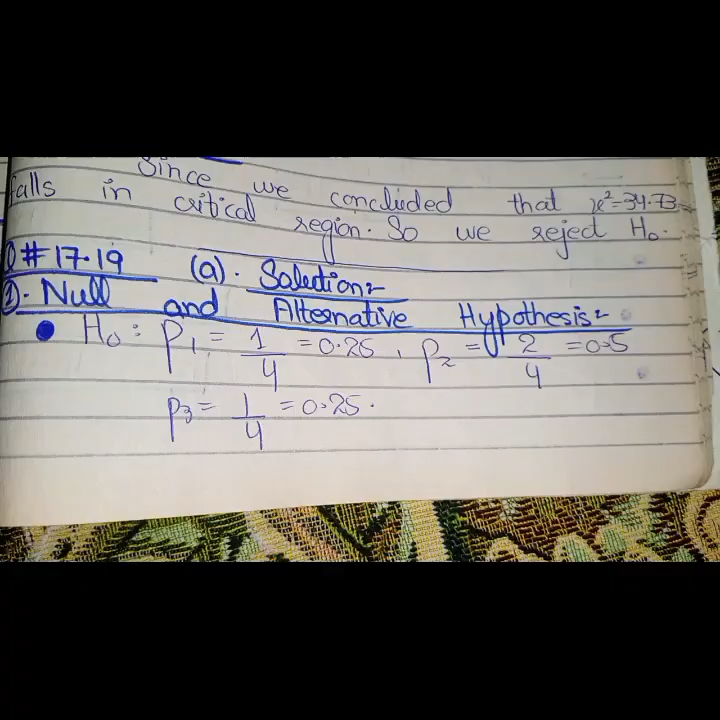 Since we concluded that x²=34.73
falls in critical region. So we reject H₀.
Q#17.19 (a). Solution:-
①. Null and Alternative Hypothesis:-
• H₀ : P₁ = 1/4 = 0.25, P₂ = 2/4 = 0.5
P₃ = 1/4 = 0.25.